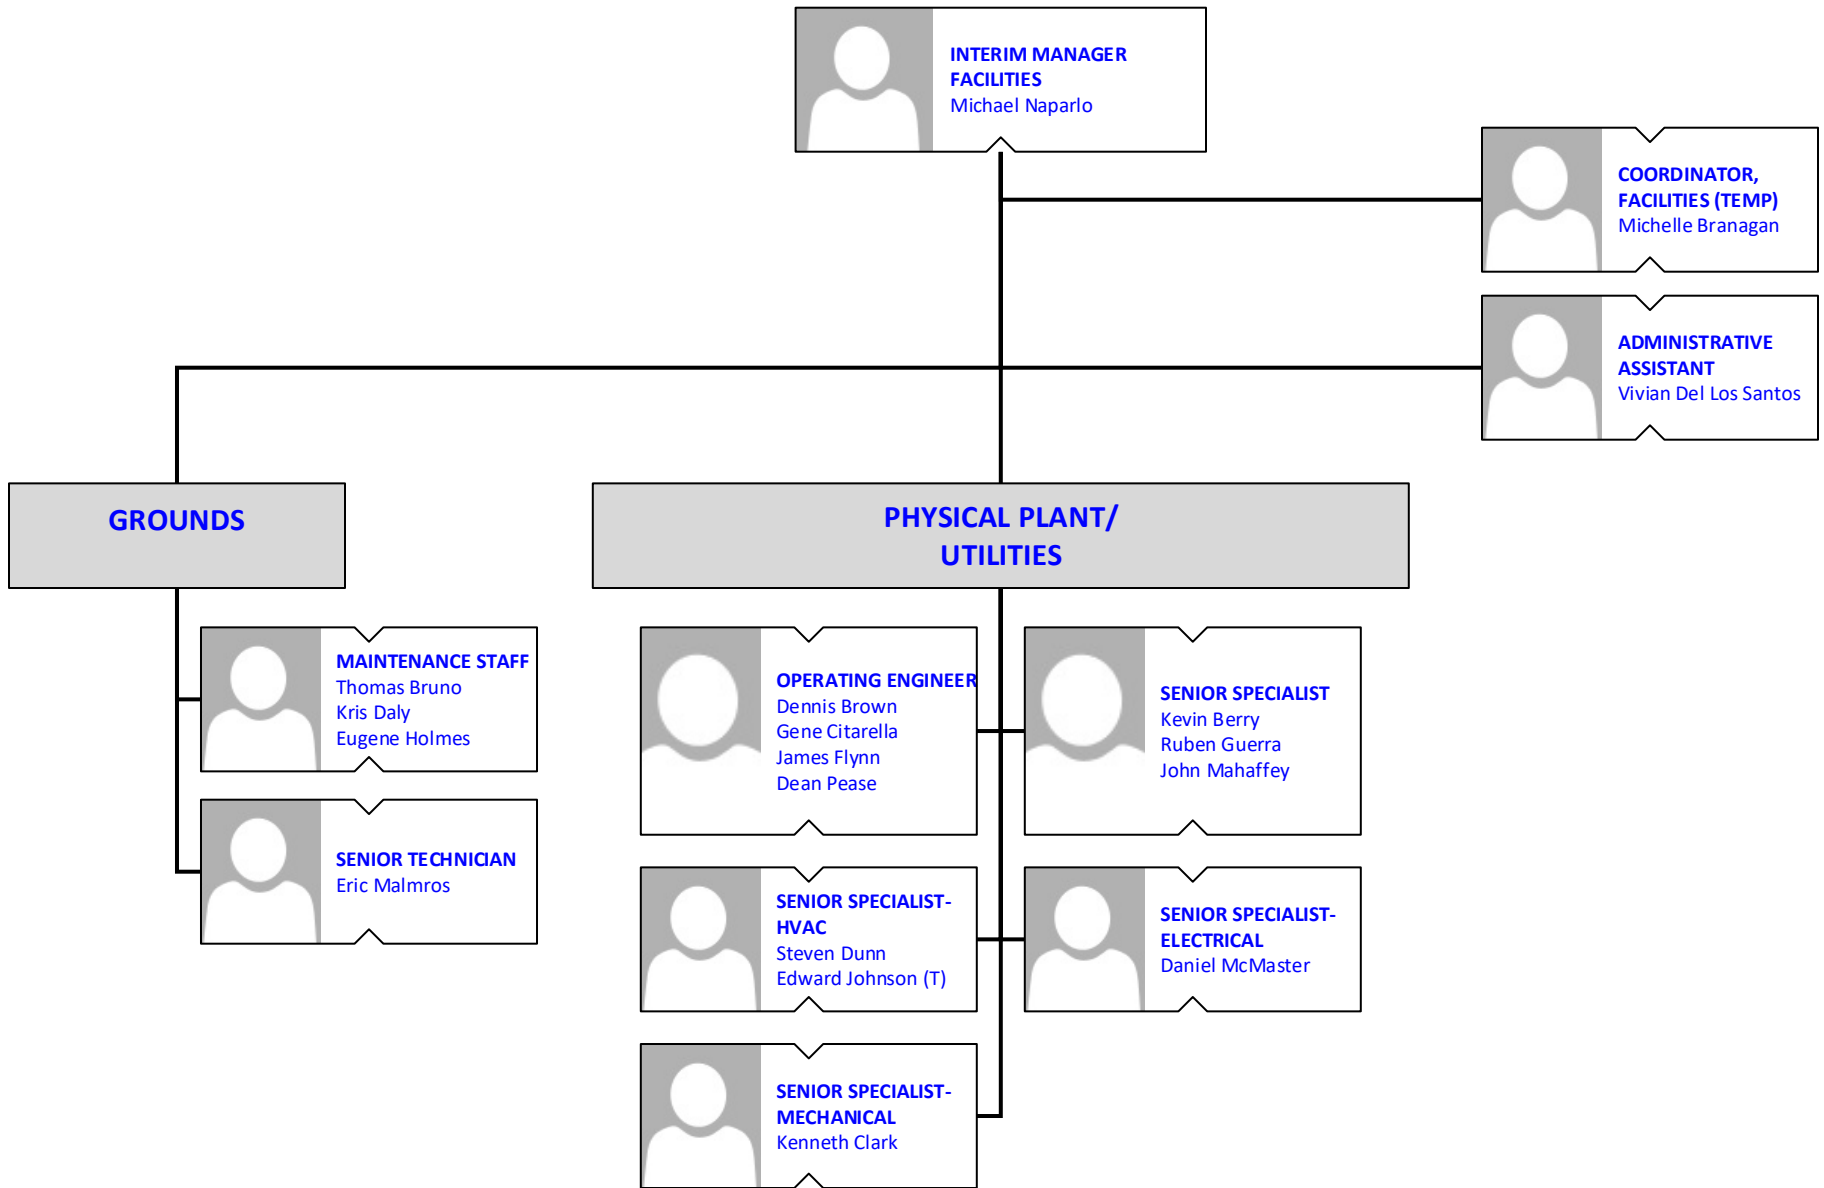 INTERIM MANAGER
FACILITIES
Michael Naparlo
COORDINATOR,
FACILITIES (TEMP)
Michelle Branagan
ADMINISTRATIVE
ASSISTANT
Vivian Del Los Santos
GROUNDS
PHYSICAL PLANT/
UTILITIES
MAINTENANCE STAFF
Thomas Bruno
Kris Daly
Eugene Holmes
SENIOR TECHNICIAN
Eric Malmros
OPERATING ENGINEER
Dennis Brown
Gene Citarella
James Flynn
Dean Pease
SENIOR SPECIALIST
Kevin Berry
Ruben Guerra
John Mahaffey
SENIOR SPECIALIST-
HVAC
Steven Dunn
Edward Johnson (T)
SENIOR SPECIALIST-
ELECTRICAL
Daniel McMaster
SENIOR SPECIALIST-
MECHANICAL
Kenneth Clark